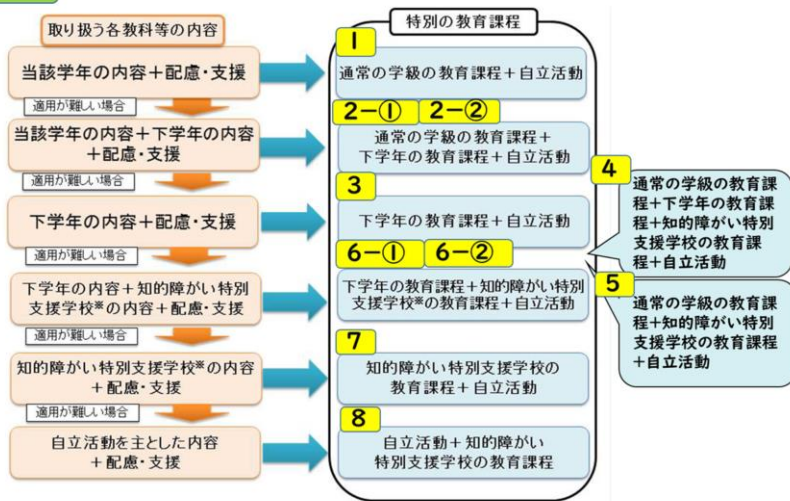 取り扱う各教科等の内容
特別の教育課程
当該学年の内容+配慮・支援
1
通常の学級の教育課程+自立活動
適用が難しい場合
当該学年の内容+下学年の内容
+配慮・支援
2-① 2-②
通常の学級の教育課程+
下学年の教育課程+自立活動
適用が難しい場合
下学年の内容+配慮・支援
3
下学年の教育課程+自立活動
4
通常の学級の教育課
程+下学年の教育課
程+知的障がい特別
支援学校の教育課
程+自立活動
適用が難しい場合
下学年の内容+知的障がい特別
支援学校※の内容+配慮・支援
6-① 6-②
下学年の教育課程+知的障がい特別
支援学校※の教育課程+自立活動
5
通常の学級の教育課
程+知的障がい特別
支援学校の教育課程
+自立活動
適用が難しい場合
知的障がい特別支援学校※の内容
+配慮・支援
7
知的障がい特別支援学校の
教育課程+自立活動
適用が難しい場合
自立活動を主とした内容
+配慮・支援
8
自立活動+知的障がい
特別支援学校の教育課程